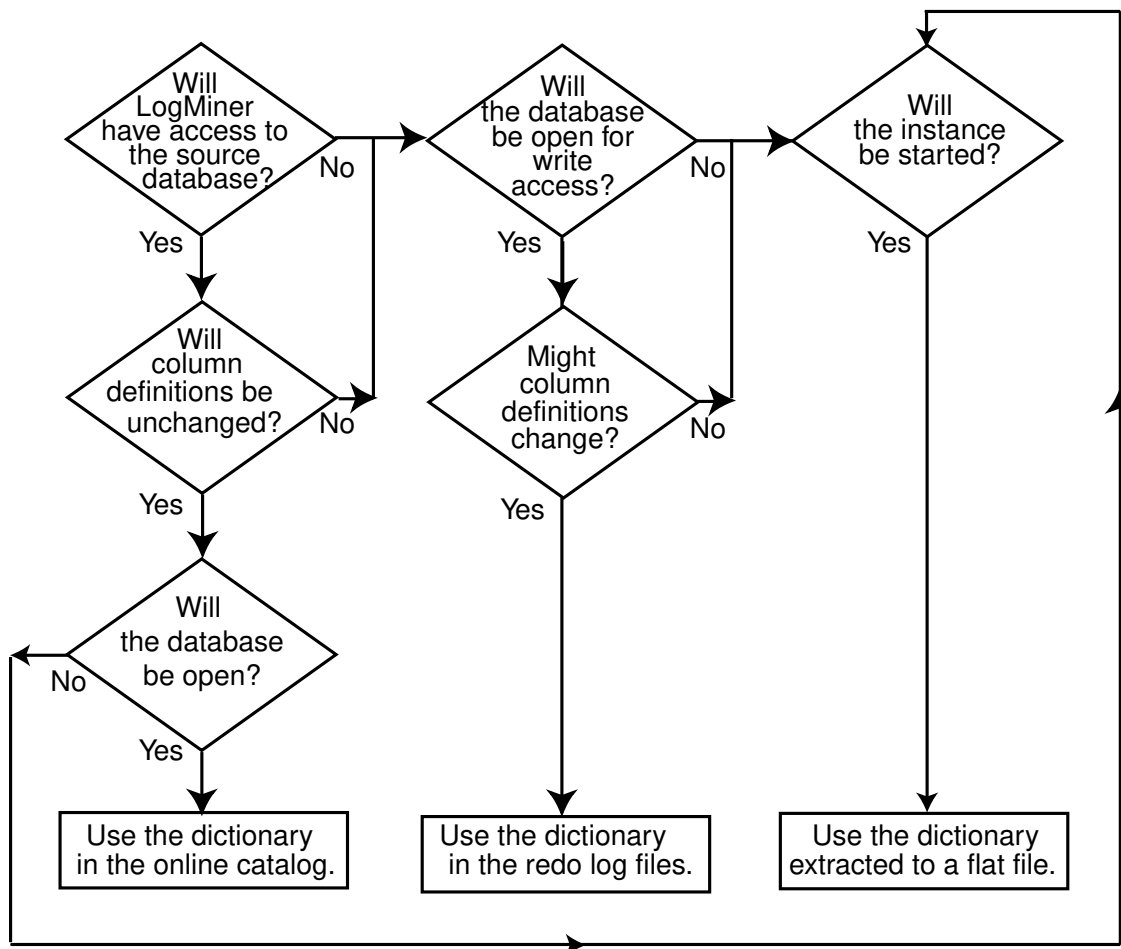 Will
LogMiner
have access to
the source
database?
No
Yes
Will
column
definitions be
unchanged?
No
Yes
Will
the database
be open?
No
Yes
Use the dictionary
in the online catalog.
Will
the database
be open for
write
access?
No
Yes
Might
column
definitions
change?
No
Yes
Use the dictionary
in the redo log files.
Will
the instance
be started?
Yes
Use the dictionary
extracted to a flat file.